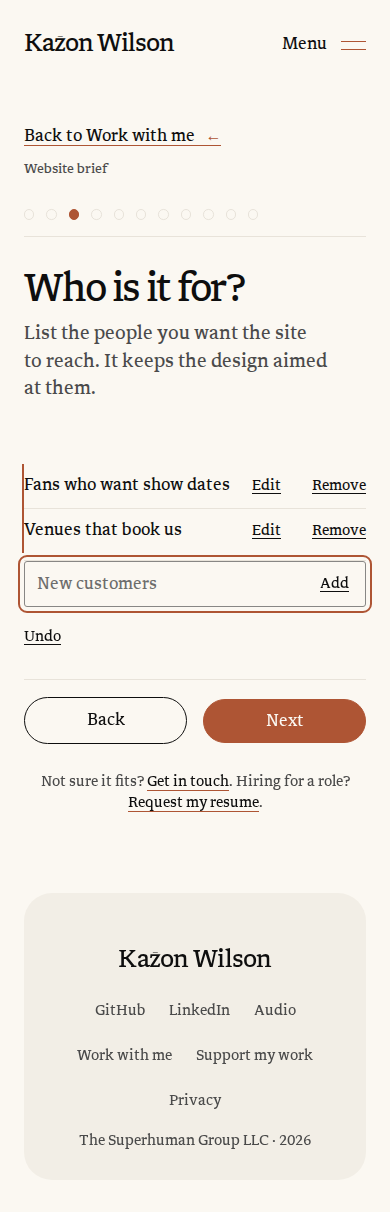 Każon Wilson
Menu
Back to Work with me ←
Website brief
Who is it for?
List the people you want the site
to reach. It keeps the design aimed
at them.
Fans who want show dates Edit Remove
Venues that book us Edit Remove
New customers Add
Undo
Back Next
Not sure it fits? Get in touch. Hiring for a role?
Request my resume.
Każon Wilson
GitHub LinkedIn Audio
Work with me Support my work
Privacy
The Superhuman Group LLC · 2026